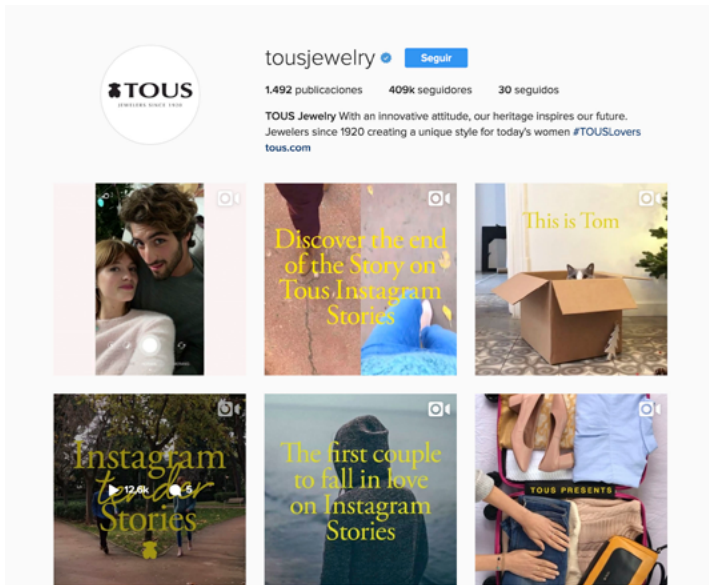 tousjewelry
Seguir
1.492 publicaciones 409k seguidores 30 seguidos
TOUS Jewelry With an innovative attitude, our heritage inspires our future.
Jewelers since 1920 creating a unique style for today's women #TOUSLovers
tous.com
TOUS
JEWELERS SINCE 1920
Discover the end
of the Story on
Tous Instagram
Stories
This is Tom
Instagram
tender
Stories
12,6k 5
The first couple
to fall in love
on Instagram
Stories
TOUS PRESENTS